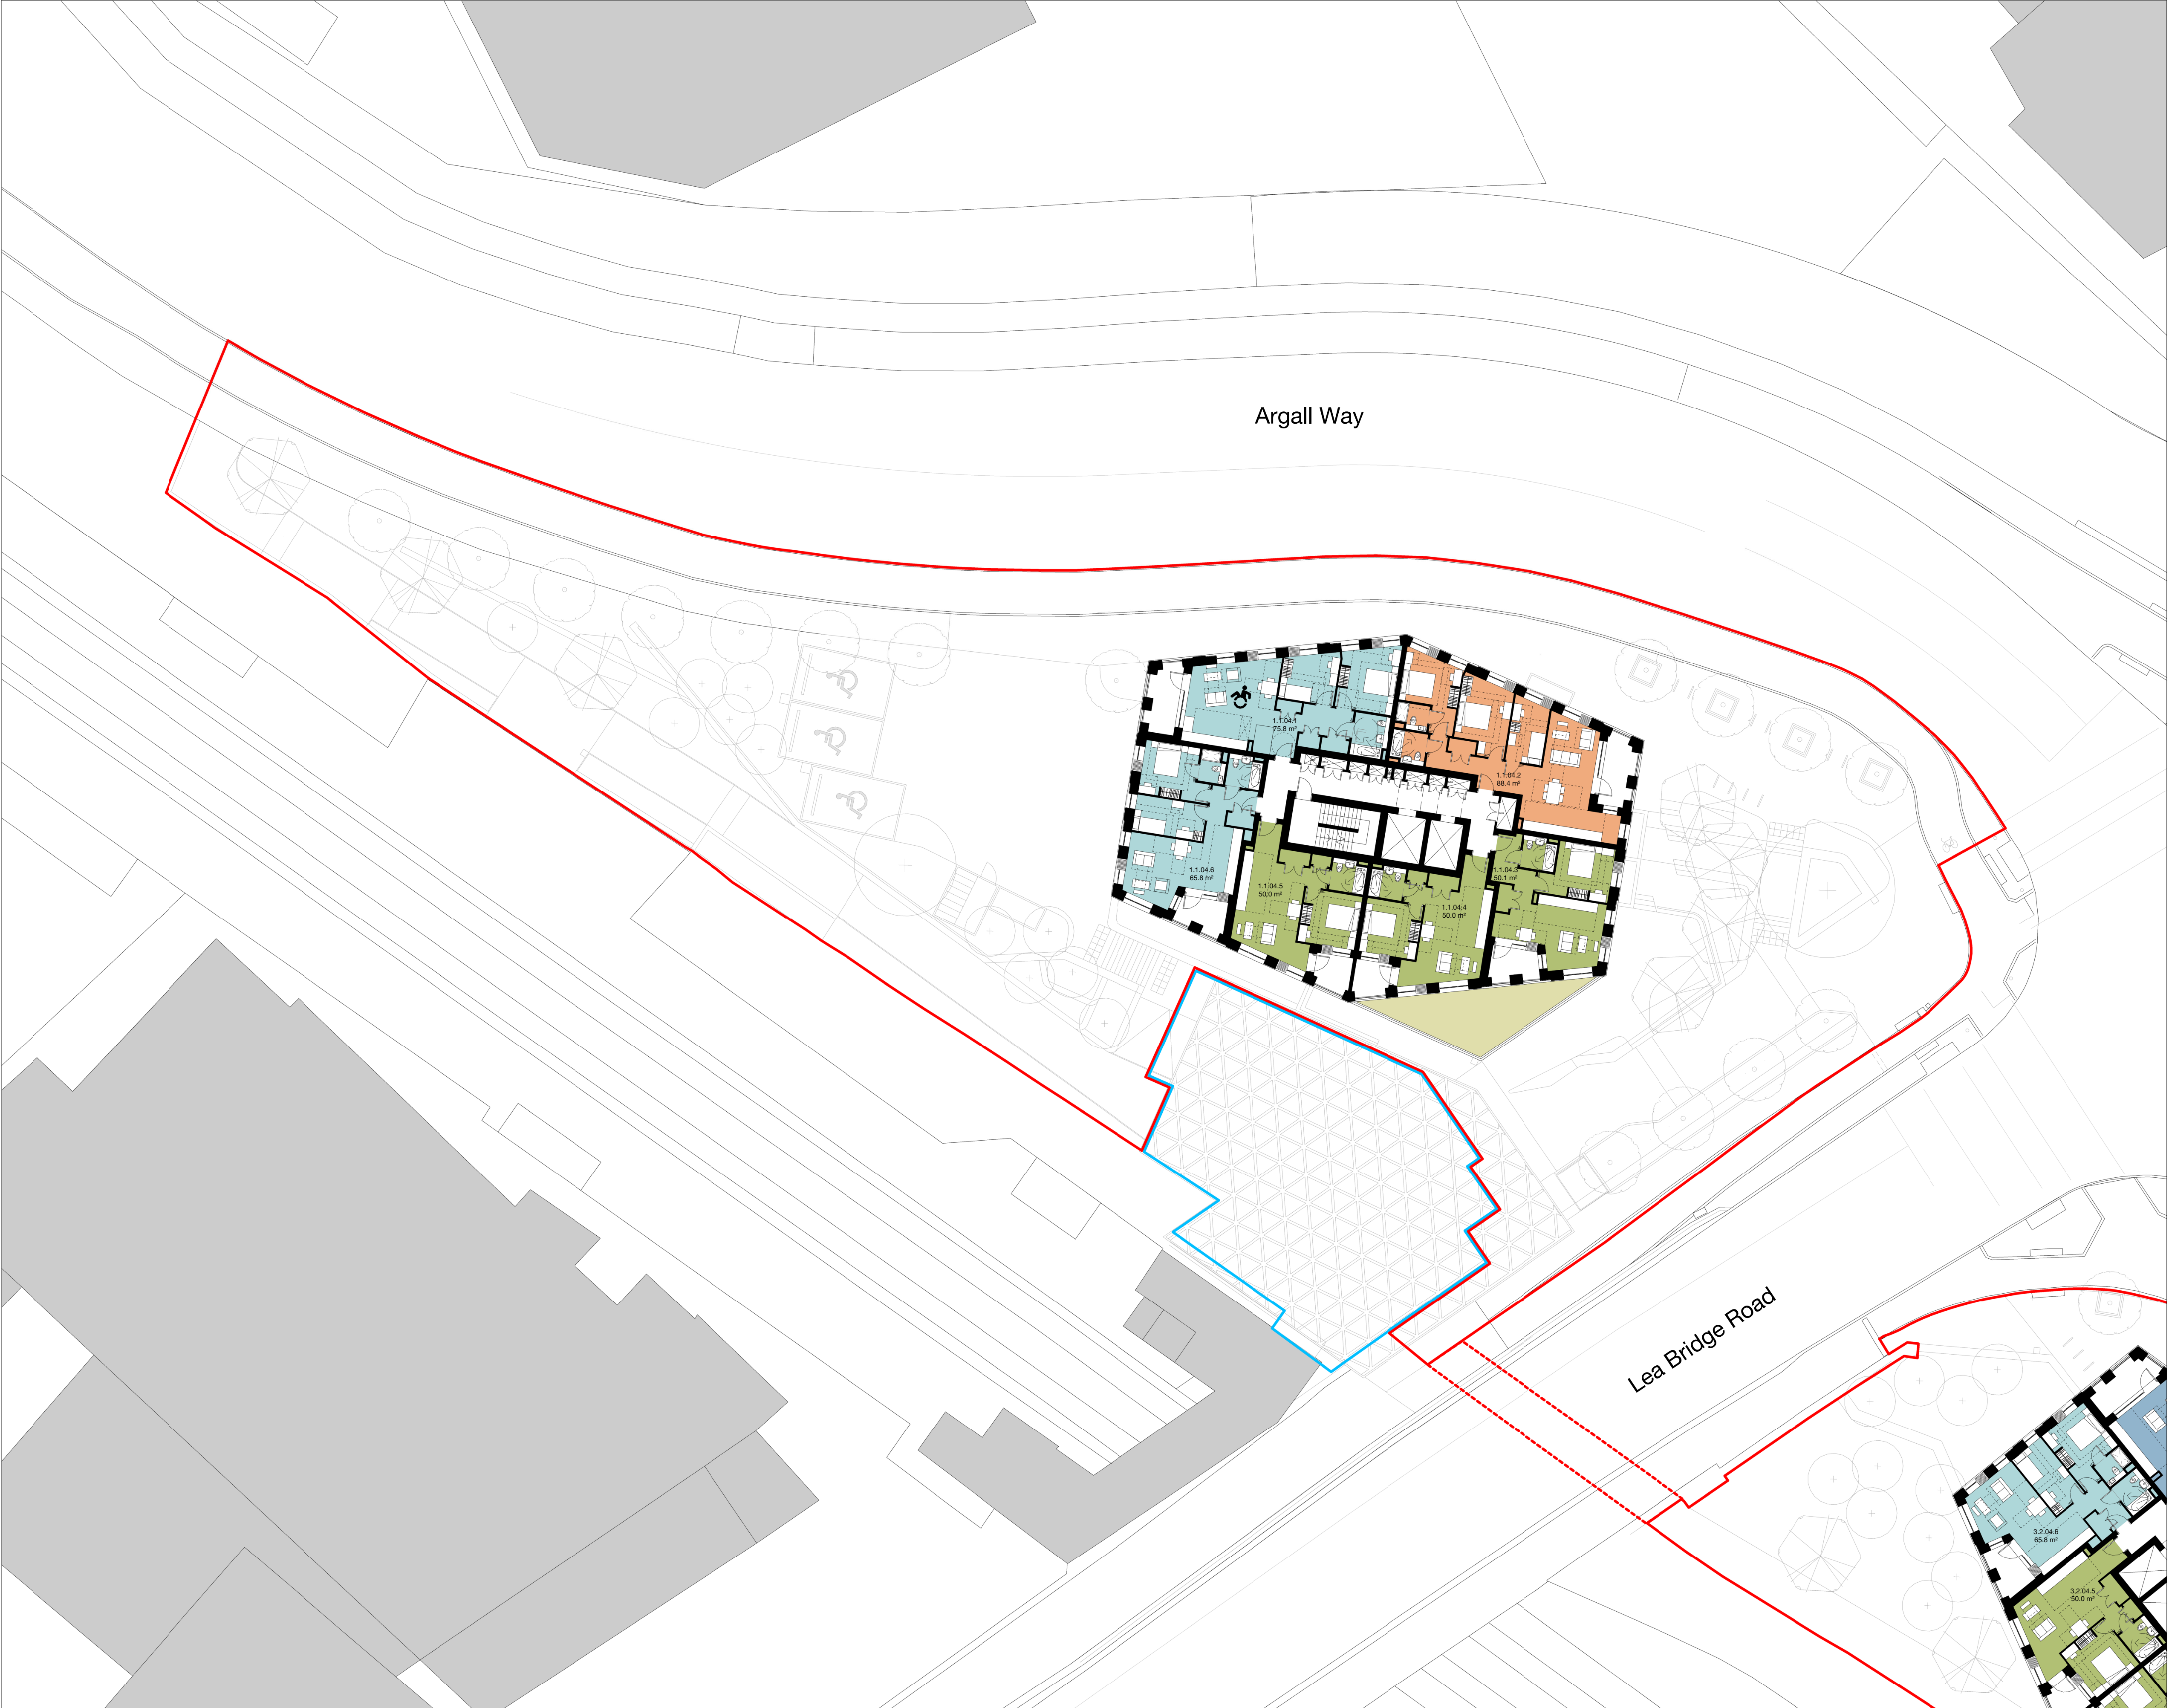 Argall Way
1.1.04.1
75.8 m²
1.1.04.2
88.4 m²
1.1.04.6
65.8 m²
1.1.04.5
50.0 m²
1.1.04.4
50.0 m²
1.1.04.3
50.1 m²
Lea Bridge Road
3.2.04.6
65.8 m²
3.2.04.5
50.0 m²